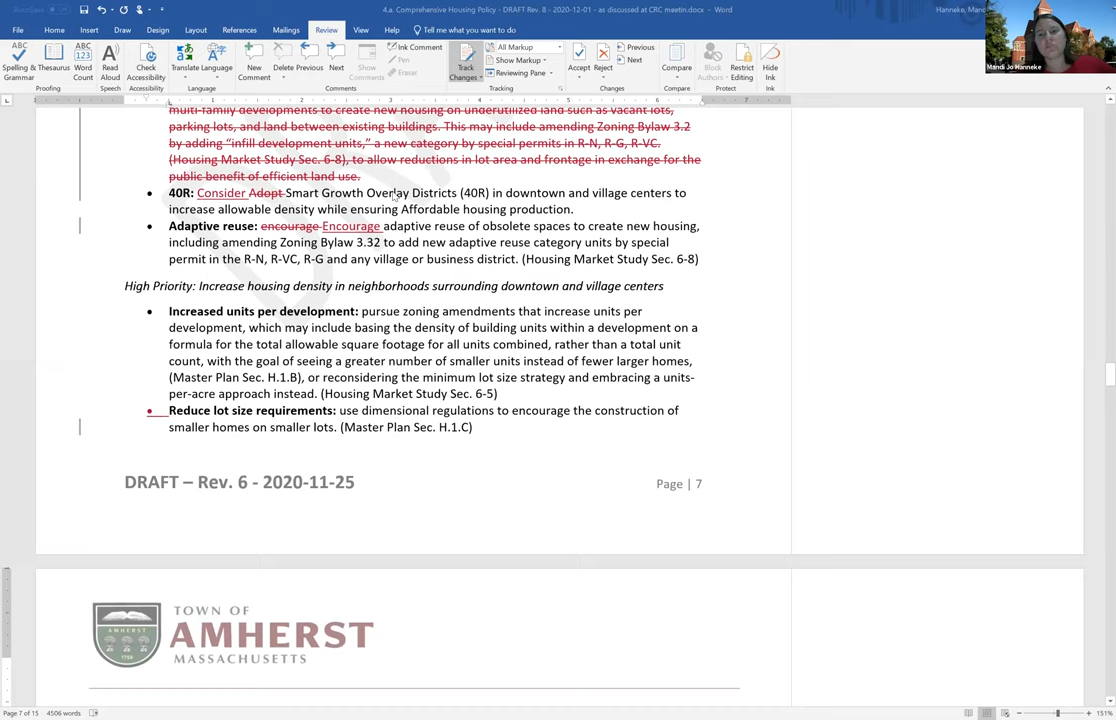 AutoSave
4.a. Comprehensive Housing Policy - DRAFT Rev. 8 - 2020-12-01 - as discussed at CRC meetin.docx - Word
Hanneke, Mand
File Home Insert Draw Design Layout References Mailings Review View Help Tell me what you want to do
Spelling & Grammar
Thesaurus
Word Count
Read Aloud
Check Accessibility
Translate
Language
New Comment
Delete
Previous
Next
Show Comments
Ink Comment
Pen
Eraser
Track Changes
All Markup
Show Markup
Reviewing Pane
Accept
Reject
Previous
Next
Compare
Block Authors
Restrict Editing
Hide Ink
Proofing Speech Accessibility Language Comments Tracking Changes Compare Protect Ink
Mandi Jo Hanneke
1 2 3 4 5 6 7
multi-family developments to create new housing on underutilized land such as vacant lots,
parking lots, and land between existing buildings. This may include amending Zoning Bylaw 3.2
by adding “infill development units,” a new category by special permits in R-N, R-G, R-VC.
(Housing Market Study Sec. 6-8), to allow reductions in lot area and frontage in exchange for the
public benefit of efficient land use.
• 40R: Consider Adopt Smart Growth Overlay Districts (40R) in downtown and village centers to
increase allowable density while ensuring Affordable housing production.
• Adaptive reuse: encourage Encourage adaptive reuse of obsolete spaces to create new housing,
including amending Zoning Bylaw 3.32 to add new adaptive reuse category units by special
permit in the R-N, R-VC, R-G and any village or business district. (Housing Market Study Sec. 6-8)
High Priority: Increase housing density in neighborhoods surrounding downtown and village centers
• Increased units per development: pursue zoning amendments that increase units per
development, which may include basing the density of building units within a development on a
formula for the total allowable square footage for all units combined, rather than a total unit
count, with the goal of seeing a greater number of smaller units instead of fewer larger homes,
(Master Plan Sec. H.1.B), or reconsidering the minimum lot size strategy and embracing a units-
per-acre approach instead. (Housing Market Study Sec. 6-5)
• Reduce lot size requirements: use dimensional regulations to encourage the construction of
smaller homes on smaller lots. (Master Plan Sec. H.1.C)
DRAFT – Rev. 6 - 2020-11-25
Page | 7
TOWN OF
AMHERST
MASSACHUSETTS
Page 7 of 15 4506 words
151%